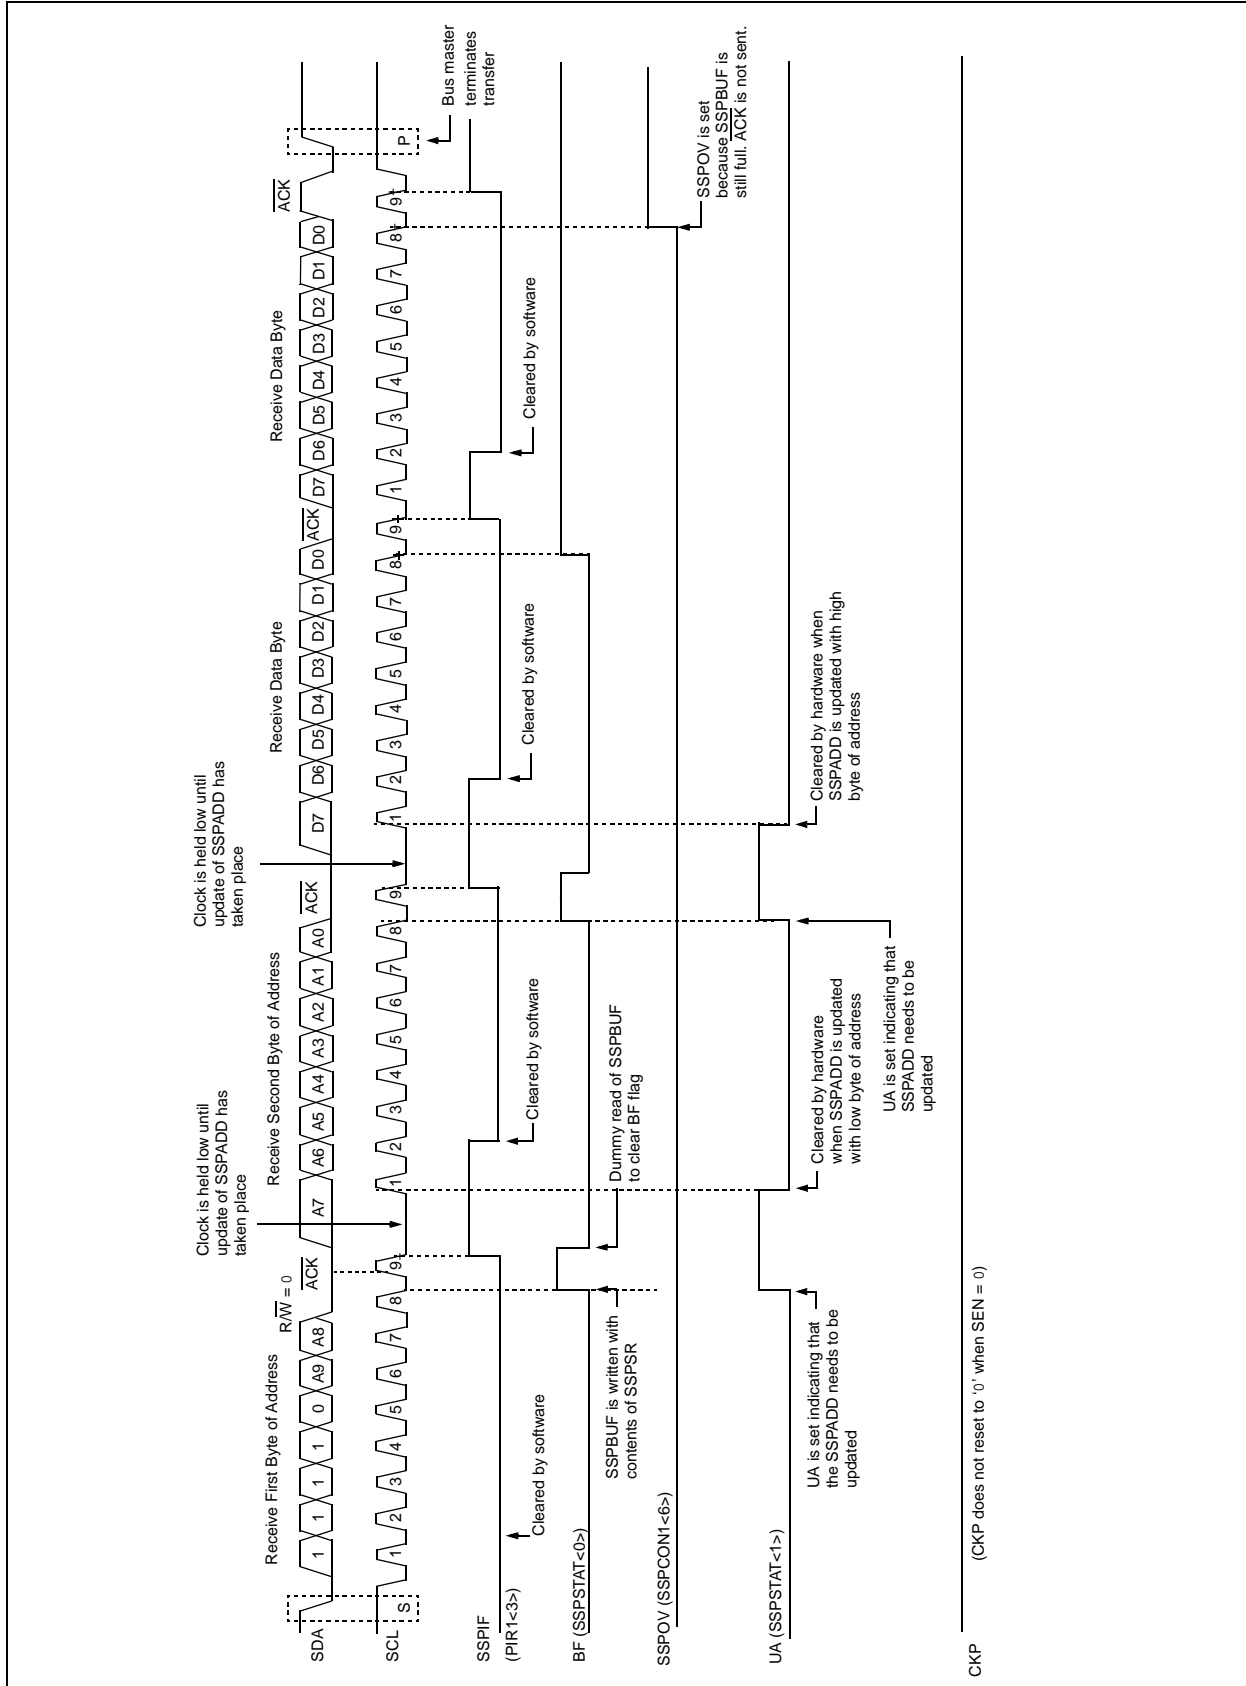 Receive First Byte of Address
R/W̅ = 0
A̅C̅K̅
Clock is held low until
update of SSPADD has
taken place
Receive Second Byte of Address
A̅C̅K̅
Clock is held low until
update of SSPADD has
taken place
Receive Data Byte
A̅C̅K̅
Receive Data Byte
A̅C̅K̅
SDA
1 1 1 1 0 A9 A8
A7 A6 A5 A4 A3 A2 A1 A0
D7 D6 D5 D4 D3 D2 D1 D0
D7 D6 D5 D4 D3 D2 D1 D0
SCL
S
1 2 3 4 5 6 7 8 9
1 2 3 4 5 6 7 8 9
1 2 3 4 5 6 7 8 9
1 2 3 4 5 6 7 8 9
P
Bus master
terminates
transfer
SSPIF
(PIR1<3>)
Cleared by software
Cleared by software
Cleared by software
Cleared by software
BF (SSPSTAT<0>)
SSPBUF is written with
contents of SSPSR
Dummy read of SSPBUF
to clear BF flag
SSPOV (SSPCON1<6>)
SSPOV is set
because SSPBUF is
still full. A̅C̅K̅ is not sent.
UA (SSPSTAT<1>)
UA is set indicating that
the SSPADD needs to be
updated
Cleared by hardware
when SSPADD is updated
with low byte of address
UA is set indicating that
SSPADD needs to be
updated
Cleared by hardware when
SSPADD is updated with high
byte of address
CKP
(CKP does not reset to ‘0’ when SEN = 0)